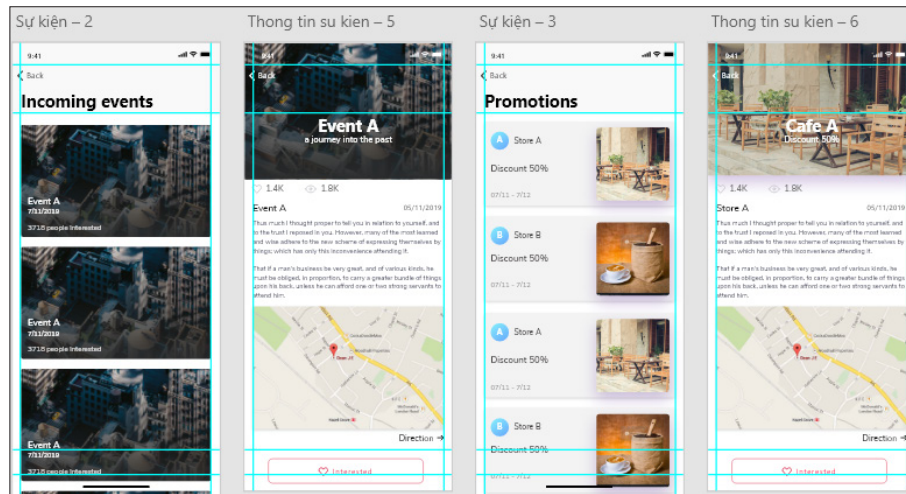 Sự kiện – 2
9:41
Back
Incoming events
Event A
7/11/2019
3718 people Interested
Event A
7/11/2019
3718 people Interested
Event A
7/11/2019
3718 people Interested
Thong tin su kien – 5
9:41
Back
Event A
a journey into the past
1.4K
1.8K
Event A
05/11/2019
Thus much I thought proper to tell you in relation to yourself, and
to the trust I reposed in you. However, many of the most learned
and wise adhere to the new scheme of expressing themselves by
things; which has only this inconvenience attending it.
That if a man's business be very great, and of various kinds, he
must be obliged, in proportion, to carry a greater bundle of things
upon his back, unless he can afford one or two strong servants to
attend him.
Direction
Interested
Sự kiện – 3
9:41
Back
Promotions
A
Store A
Discount 50%
07/11 - 7/12
B
Store B
Discount 50%
07/11 - 7/12
A
Store A
Discount 50%
07/11 - 7/12
B
Store B
Discount 50%
07/11 - 7/12
Thong tin su kien – 6
9:41
Back
Cafe A
Discount 50%
1.4K
1.8K
Store A
05/11/2019
Thus much I thought proper to tell you in relation to yourself, and
to the trust I reposed in you. However, many of the most learned
and wise adhere to the new scheme of expressing themselves by
things; which has only this inconvenience attending it.
That if a man's business be very great, and of various kinds, he
must be obliged, in proportion, to carry a greater bundle of things
upon his back, unless he can afford one or two strong servants to
attend him.
Direction
Interested